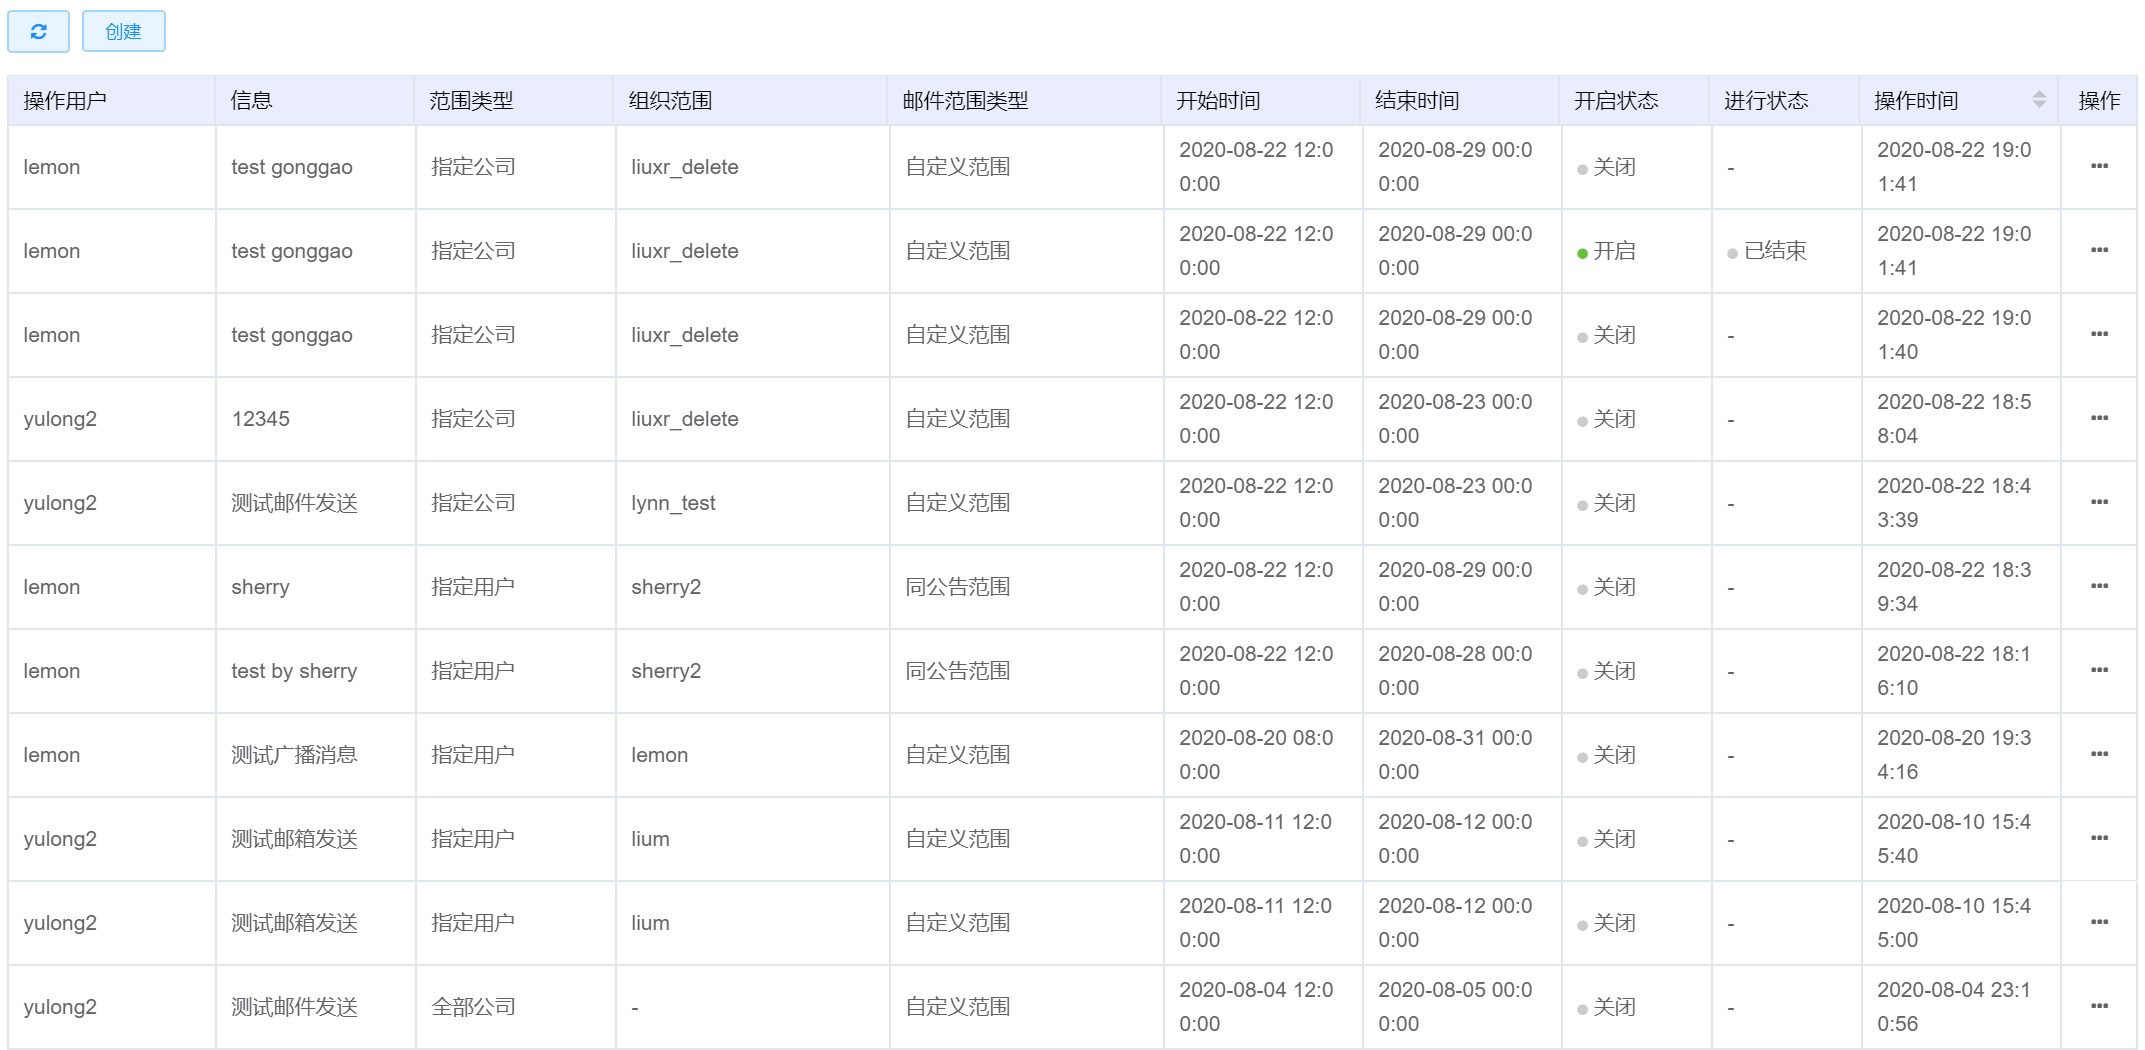 创建
操作用户 信息 范围类型 组织范围 邮件范围类型 开始时间 结束时间 开启状态 进行状态 操作时间 操作
lemon test gonggao 指定公司 liuxr_delete 自定义范围 2020-08-22 12:00:00 2020-08-29 00:00:00 关闭 - 2020-08-22 19:01:41 •••
lemon test gonggao 指定公司 liuxr_delete 自定义范围 2020-08-22 12:00:00 2020-08-29 00:00:00 开启 已结束 2020-08-22 19:01:41 •••
lemon test gonggao 指定公司 liuxr_delete 自定义范围 2020-08-22 12:00:00 2020-08-29 00:00:00 关闭 - 2020-08-22 19:01:40 •••
yulong2 12345 指定公司 liuxr_delete 自定义范围 2020-08-22 12:00:00 2020-08-23 00:00:00 关闭 - 2020-08-22 18:58:04 •••
yulong2 测试邮件发送 指定公司 lynn_test 自定义范围 2020-08-22 12:00:00 2020-08-23 00:00:00 关闭 - 2020-08-22 18:43:39 •••
lemon sherry 指定用户 sherry2 同公告范围 2020-08-22 12:00:00 2020-08-29 00:00:00 关闭 - 2020-08-22 18:39:34 •••
lemon test by sherry 指定用户 sherry2 同公告范围 2020-08-22 12:00:00 2020-08-28 00:00:00 关闭 - 2020-08-22 18:16:10 •••
lemon 测试广播消息 指定用户 lemon 自定义范围 2020-08-20 08:00:00 2020-08-31 00:00:00 关闭 - 2020-08-20 19:34:16 •••
yulong2 测试邮箱发送 指定用户 lium 自定义范围 2020-08-11 12:00:00 2020-08-12 00:00:00 关闭 - 2020-08-10 15:45:40 •••
yulong2 测试邮箱发送 指定用户 lium 自定义范围 2020-08-11 12:00:00 2020-08-12 00:00:00 关闭 - 2020-08-10 15:45:00 •••
yulong2 测试邮件发送 全部公司 - 自定义范围 2020-08-04 12:00:00 2020-08-05 00:00:00 关闭 - 2020-08-04 23:10:56 •••